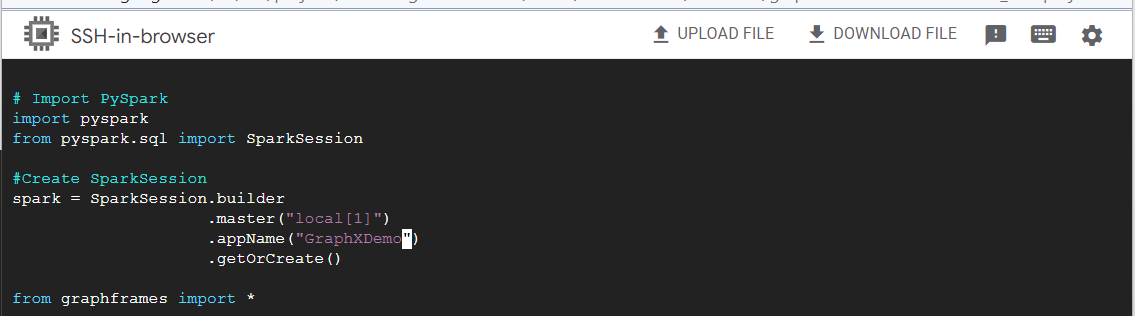 SSH-in-browser
UPLOAD FILE
DOWNLOAD FILE
# Import PySpark
import pyspark
from pyspark.sql import SparkSession
#Create SparkSession
spark = SparkSession.builder
.master("local[1]")
.appName("GraphXDemo")
.getOrCreate()
from graphframes import *